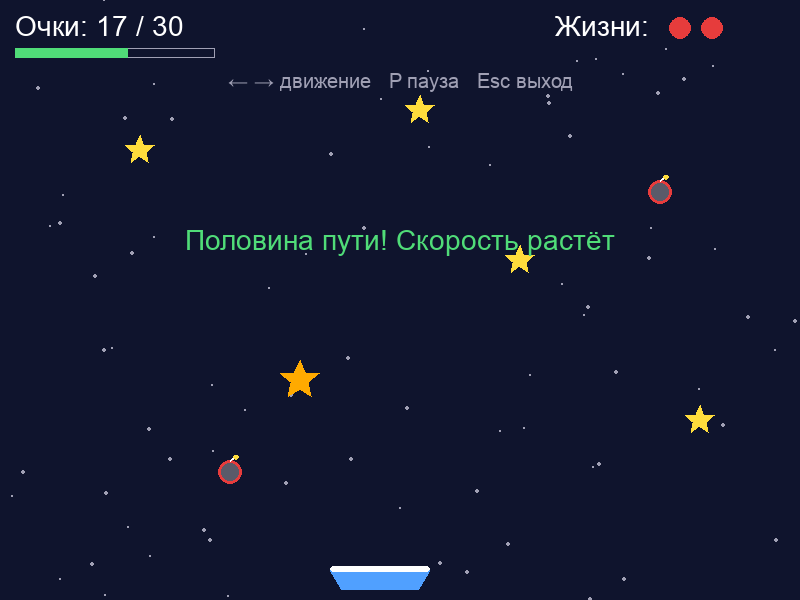 Очки: 17 / 30
Жизни:
←→ движение P пауза Esc выход
Половина пути! Скорость растёт